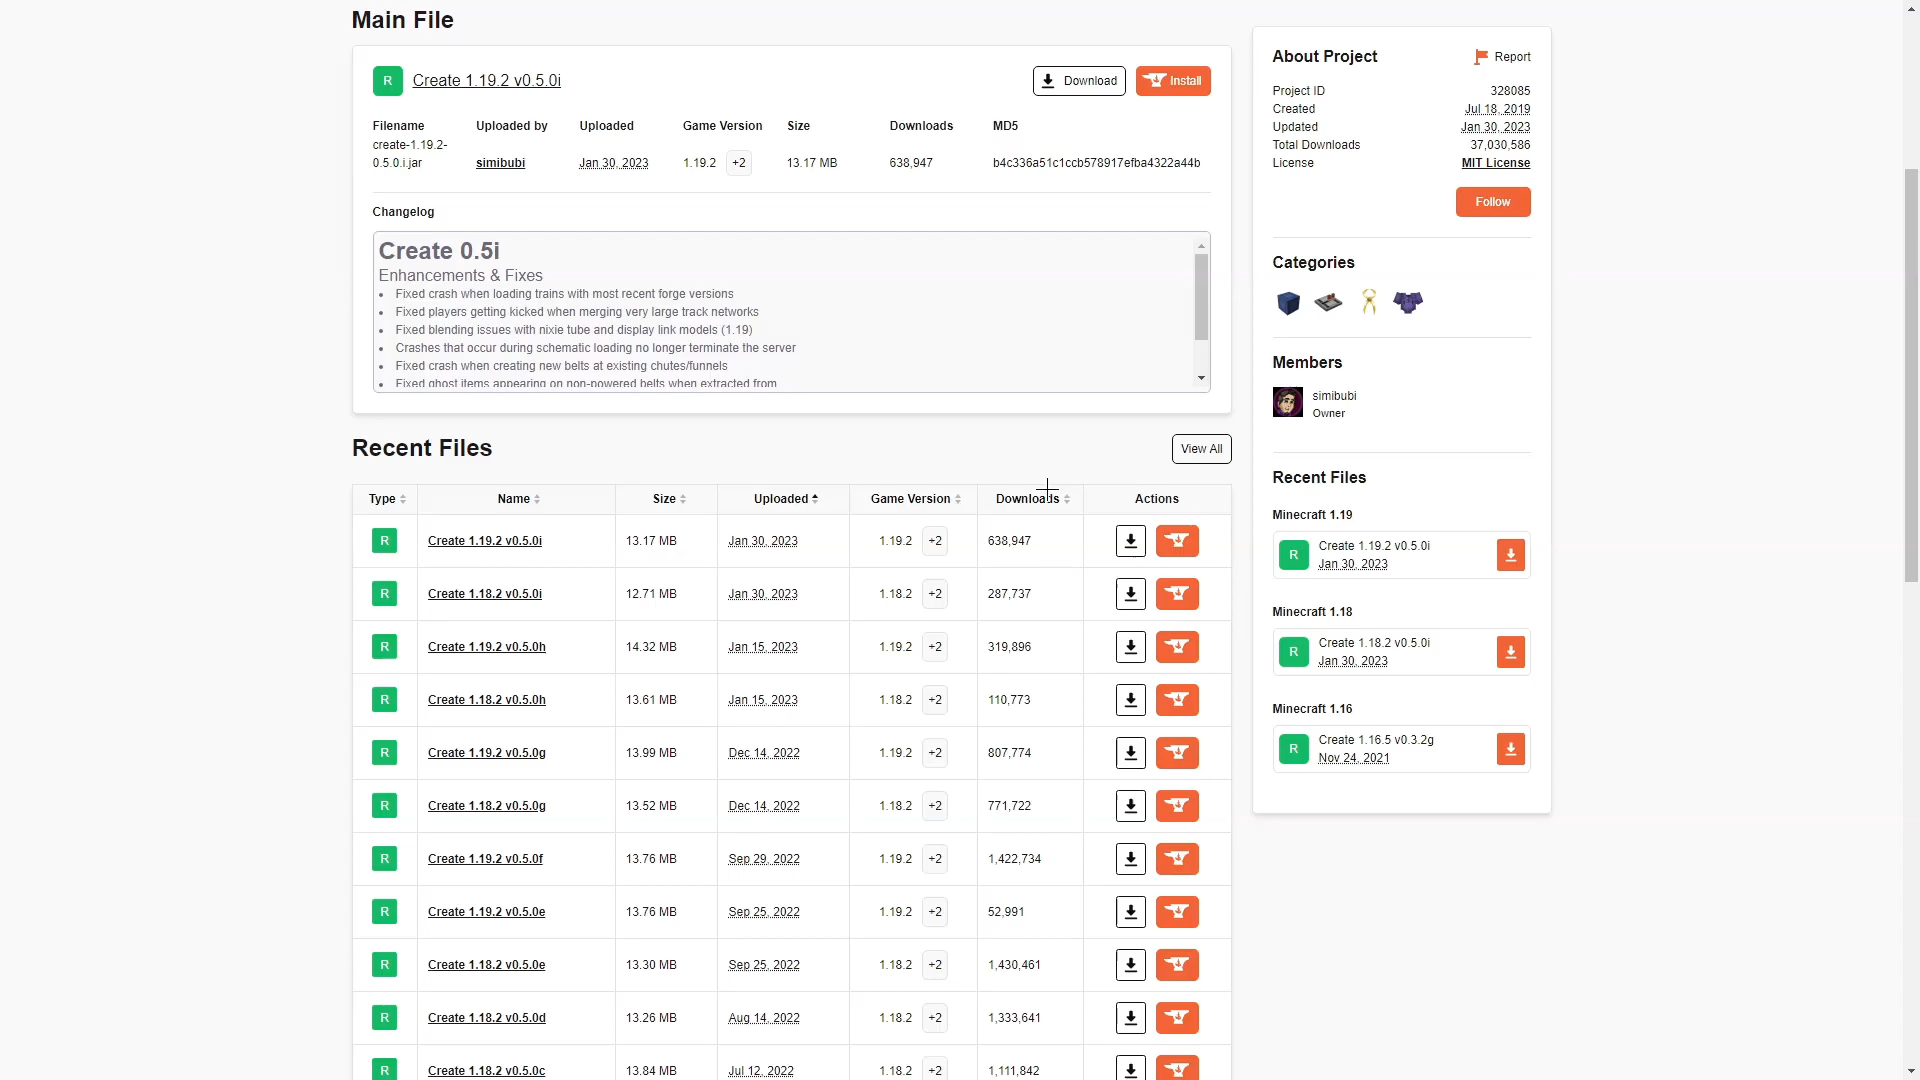 Main File
R Create 1.19.2 v0.5.0i Download Install
Filename Uploaded by Uploaded Game Version Size Downloads MD5
create-1.19.2-
0.5.0.i.jar simibubi Jan 30, 2023 1.19.2 +2 13.17 MB 638,947 b4c336a51c1ccb578917efba4322a44b
Changelog
Create 0.5i
Enhancements & Fixes
• Fixed crash when loading trains with most recent forge versions
• Fixed players getting kicked when merging very large track networks
• Fixed blending issues with nixie tube and display link models (1.19)
• Crashes that occur during schematic loading no longer terminate the server
• Fixed crash when creating new belts at existing chutes/funnels
• Fixed ghost items appearing on non-powered belts when extracted from
Recent Files View All
Type Name Size Uploaded Game Version Downloads Actions
R Create 1.19.2 v0.5.0i 13.17 MB Jan 30, 2023 1.19.2 +2 638,947
R Create 1.18.2 v0.5.0i 12.71 MB Jan 30, 2023 1.18.2 +2 287,737
R Create 1.19.2 v0.5.0h 14.32 MB Jan 15, 2023 1.19.2 +2 319,896
R Create 1.18.2 v0.5.0h 13.61 MB Jan 15, 2023 1.18.2 +2 110,773
R Create 1.19.2 v0.5.0g 13.99 MB Dec 14, 2022 1.19.2 +2 807,774
R Create 1.18.2 v0.5.0g 13.52 MB Dec 14, 2022 1.18.2 +2 771,722
R Create 1.19.2 v0.5.0f 13.76 MB Sep 29, 2022 1.19.2 +2 1,422,734
R Create 1.19.2 v0.5.0e 13.76 MB Sep 25, 2022 1.19.2 +2 52,991
R Create 1.18.2 v0.5.0e 13.30 MB Sep 25, 2022 1.18.2 +2 1,430,461
R Create 1.18.2 v0.5.0d 13.26 MB Aug 14, 2022 1.18.2 +2 1,333,641
R Create 1.18.2 v0.5.0c 13.84 MB Jul 12, 2022 1.18.2 +2 1,111,842
About Project Report
Project ID 328085
Created Jul 18, 2019
Updated Jan 30, 2023
Total Downloads 37,030,586
License MIT License
Follow
Categories
Members
simibubi
Owner
Recent Files
Minecraft 1.19
R Create 1.19.2 v0.5.0i
Jan 30, 2023
Minecraft 1.18
R Create 1.18.2 v0.5.0i
Jan 30, 2023
Minecraft 1.16
R Create 1.16.5 v0.3.2g
Nov 24, 2021